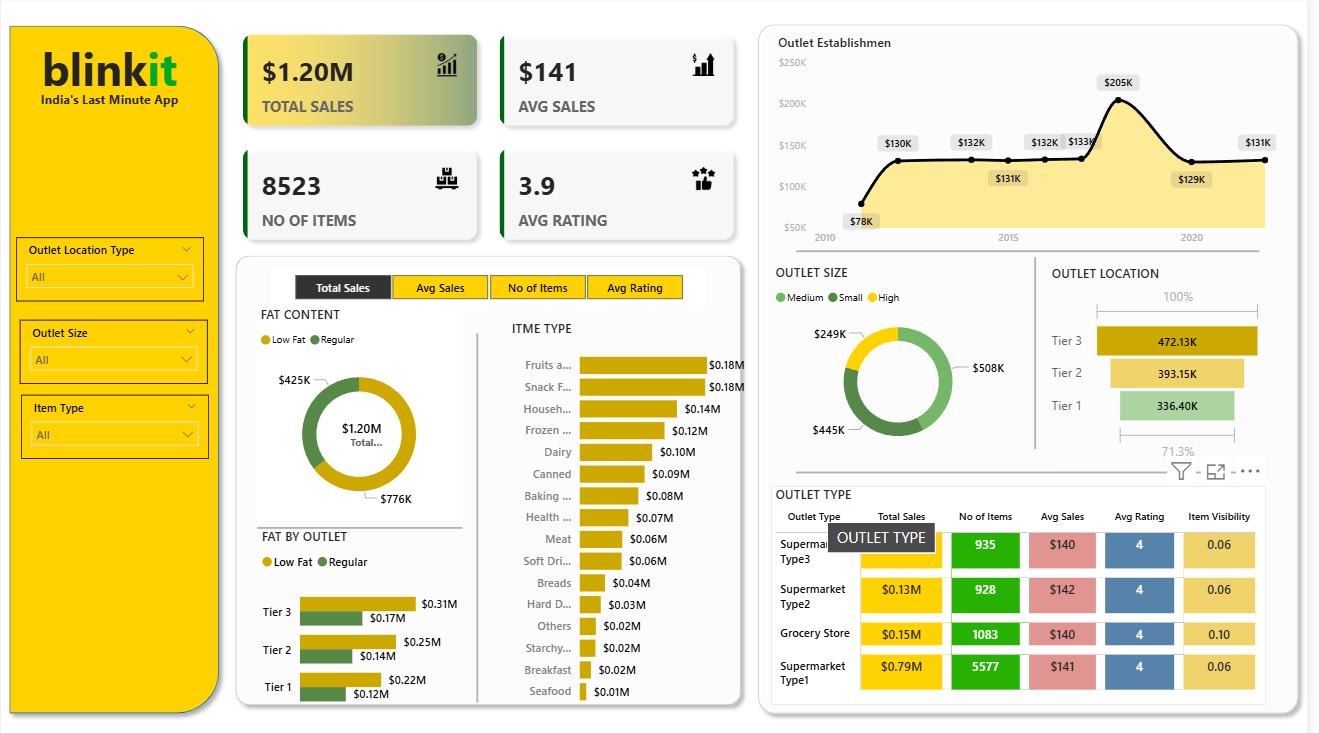 blinkit
India's Last Minute App
Outlet Location Type
All
Outlet Size
All
Item Type
All
$1.20M
TOTAL SALES
$141
AVG SALES
8523
NO OF ITEMS
3.9
AVG RATING
Total Sales
Avg Sales
No of Items
Avg Rating
FAT CONTENT
Low Fat
Regular
$425K
$1.20M
Total...
$776K
FAT BY OUTLET
Low Fat
Regular
Tier 3
$0.31M
$0.17M
Tier 2
$0.25M
$0.14M
Tier 1
$0.22M
$0.12M
ITME TYPE
Fruits a... $0.18M
Snack F... $0.18M
Househ... $0.14M
Frozen ... $0.12M
Dairy $0.10M
Canned $0.09M
Baking ... $0.08M
Health ... $0.07M
Meat $0.06M
Soft Dri... $0.06M
Breads $0.04M
Hard D... $0.03M
Others $0.02M
Starchy... $0.02M
Breakfast $0.02M
Seafood $0.01M
Outlet Establishmen
$250K
$200K
$150K
$100K
$50K
$78K
$130K
$132K
$131K
$132K
$133K
$205K
$129K
$131K
2010
2015
2020
OUTLET SIZE
Medium
Small
High
$249K
$508K
$445K
OUTLET LOCATION
100%
Tier 3 472.13K
Tier 2 393.15K
Tier 1 336.40K
71.3%
OUTLET TYPE
Outlet Type Total Sales No of Items Avg Sales Avg Rating Item Visibility
OUTLET TYPE
Type3 935 $140 4 0.06
Supermarket
Type2 $0.13M 928 $142 4 0.06
Grocery Store $0.15M 1083 $140 4 0.10
Supermarket
Type1 $0.79M 5577 $141 4 0.06